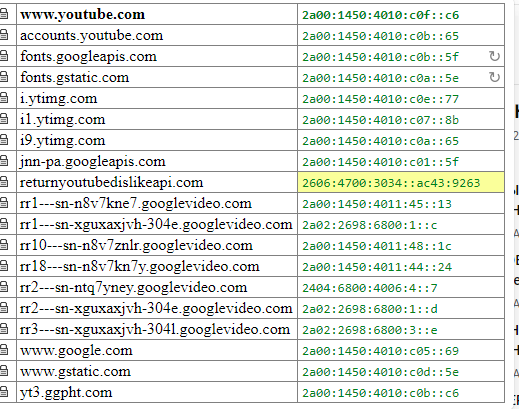 www.youtube.com 2a00:1450:4010:c0f::c6
accounts.youtube.com 2a00:1450:4010:c0b::65
fonts.googleapis.com 2a00:1450:4010:c0b::5f
fonts.gstatic.com 2a00:1450:4010:c0a::5e
i.ytimg.com 2a00:1450:4010:c0e::77
i1.ytimg.com 2a00:1450:4010:c07::8b
i9.ytimg.com 2a00:1450:4010:c0a::65
jnn-pa.googleapis.com 2a00:1450:4010:c01::5f
returnyoutubedislikeapi.com 2606:4700:3034::ac43:9263
rr1---sn-n8v7kne7.googlevideo.com 2a00:1450:4011:45::13
rr1---sn-xguxaxjvh-304e.googlevideo.com 2a02:2698:6800:1::c
rr10---sn-n8v7znlr.googlevideo.com 2a00:1450:4011:48::1c
rr18---sn-n8v7kn7y.googlevideo.com 2a00:1450:4011:44::24
rr2---sn-ntq7yney.googlevideo.com 2404:6800:4006:4::7
rr2---sn-xguxaxjvh-304e.googlevideo.com 2a02:2698:6800:1::d
rr3---sn-xguxaxjvh-304l.googlevideo.com 2a02:2698:6800:3::e
www.google.com 2a00:1450:4010:c05::69
www.gstatic.com 2a00:1450:4010:c0d::5e
yt3.ggpht.com 2a00:1450:4010:c0b::c6